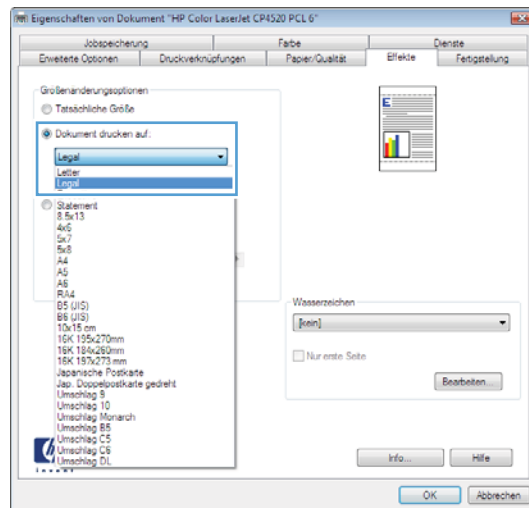 Eigenschaften von Dokument "HP Color LaserJet CP4520 PCL 6"
Jobspeicherung Farbe Dienste
Erweiterte Optionen Druckverknüpfungen Papier/Qualität Effekte Fertigstellung
Größenänderungsoptionen
Tatsächliche Größe
Dokument drucken auf:
Legal
Letter
Legal
Statement
8.5x13
4x6
5x7
5x8
A4
A5
A6
RA4
B5 (JIS)
B6 (JIS)
10x15 cm
16K 195x270mm
16K 184x260mm
16K 197x273 mm
Japanische Postkarte
Jap. Doppelpostkarte gedreht
Umschlag 9
Umschlag 10
Umschlag Monarch
Umschlag B5
Umschlag C5
Umschlag C6
Umschlag DL
E
Wasserzeichen
[kein]
Nur erste Seite
Bearbeiten...
Info... Hilfe
OK Abbrechen